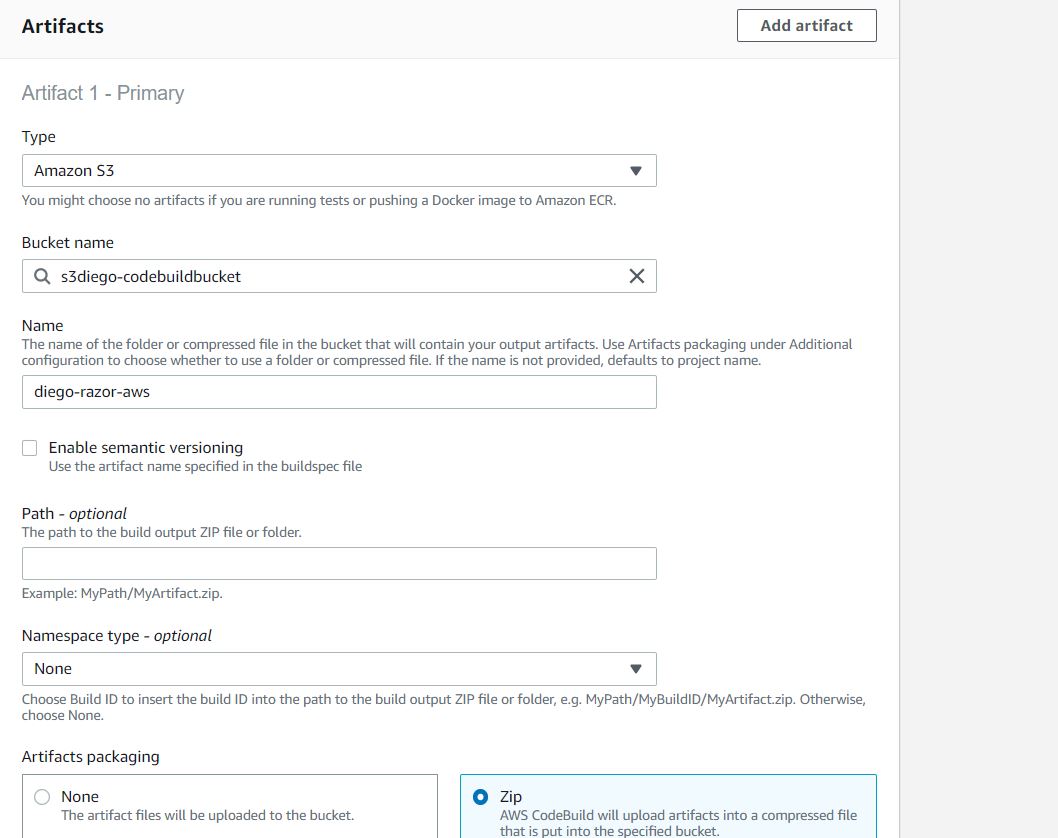 Artifacts
Add artifact
Artifact 1 - Primary
Type
Amazon S3
You might choose no artifacts if you are running tests or pushing a Docker image to Amazon ECR.
Bucket name
s3diego-codebuildbucket
Name
The name of the folder or compressed file in the bucket that will contain your output artifacts. Use Artifacts packaging under Additional
configuration to choose whether to use a folder or compressed file. If the name is not provided, defaults to project name.
diego-razor-aws
Enable semantic versioning
Use the artifact name specified in the buildspec file
Path - optional
The path to the build output ZIP file or folder.
Example: MyPath/MyArtifact.zip.
Namespace type - optional
None
Choose Build ID to insert the build ID into the path to the build output ZIP file or folder, e.g. MyPath/MyBuildID/MyArtifact.zip. Otherwise,
choose None.
Artifacts packaging
None
The artifact files will be uploaded to the bucket.
Zip
AWS CodeBuild will upload artifacts into a compressed file
that is put into the specified bucket.